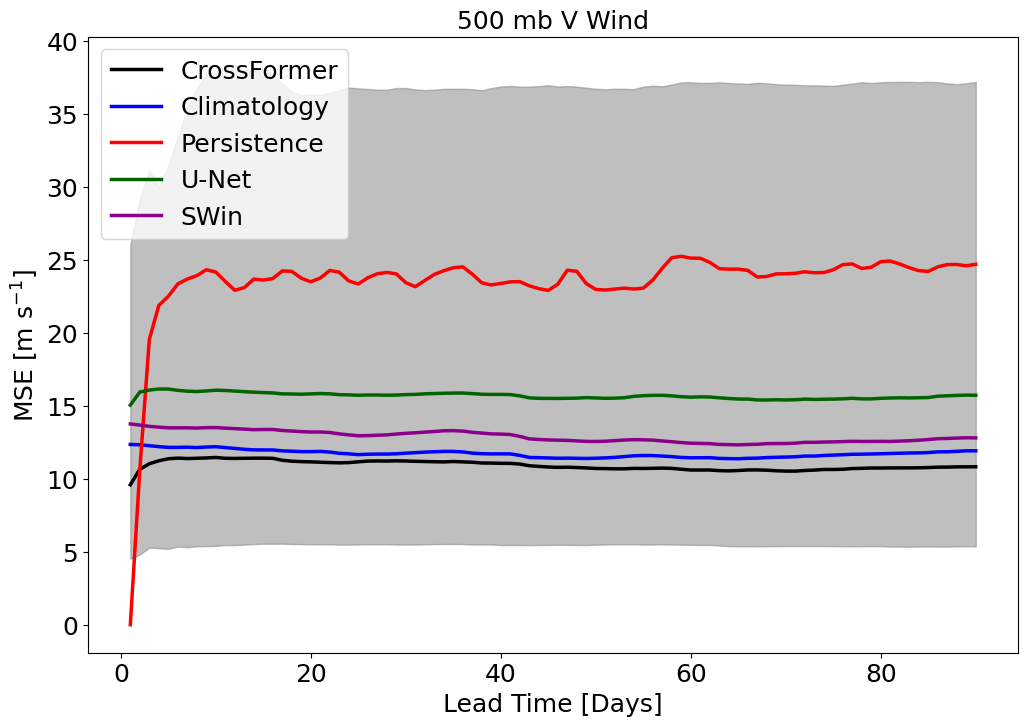 500 mb V Wind
40
35
30
25
20
15
10
5
0
MSE [m s⁻¹]
CrossFormer
Climatology
Persistence
U-Net
SWin
0 20 40 60 80
Lead Time [Days]